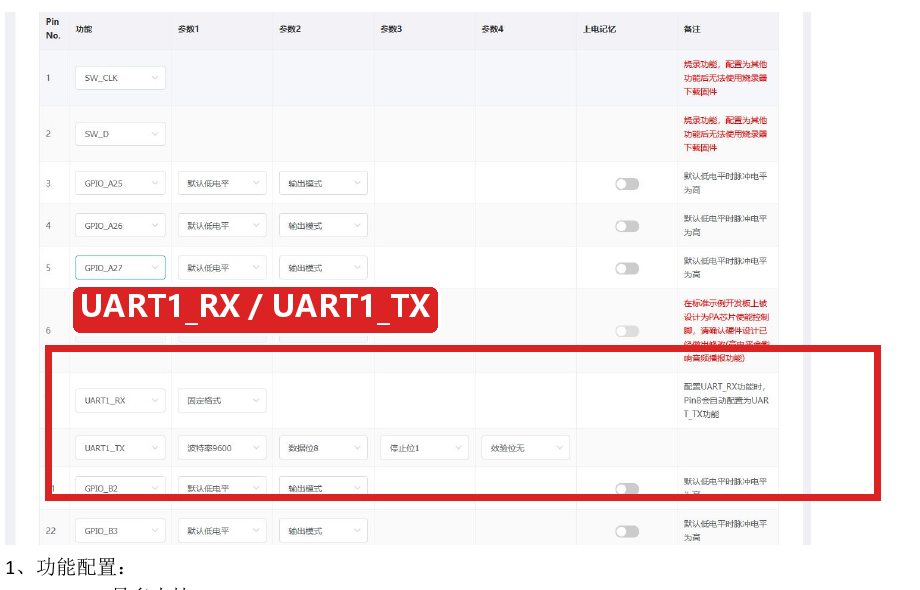 Pin No. 功能 参数1 参数2 参数3 参数4 上电记忆 备注
1 SW_CLK 烧录功能，配置为其他功能后无法使用烧录器下载固件
2 SW_D 烧录功能，配置为其他功能后无法使用烧录器下载固件
3 GPIO_A25 默认低电平 输出模式 默认低电平时脉冲电平为高
4 GPIO_A26 默认低电平 输出模式 默认低电平时脉冲电平为高
5 GPIO_A27 默认低电平 输出模式 默认低电平时脉冲电平为高
UART1_RX / UART1_TX
6 在标准示例开发板上被设计为PA芯片使能控制脚，请确认硬件设计已 响音频播报功能)
UART1_RX 固定格式 配置UART_RX功能时，Pin8会自动配置为UART_TX功能
UART1_TX 波特率9600 数据位8 停止位1 效验位无
GPIO_B2 默认低电平 输出模式 默认低电平时脉冲电平
22 GPIO_B3 默认低电平 输出模式 默认低电平时脉冲电平为高
1、功能配置：